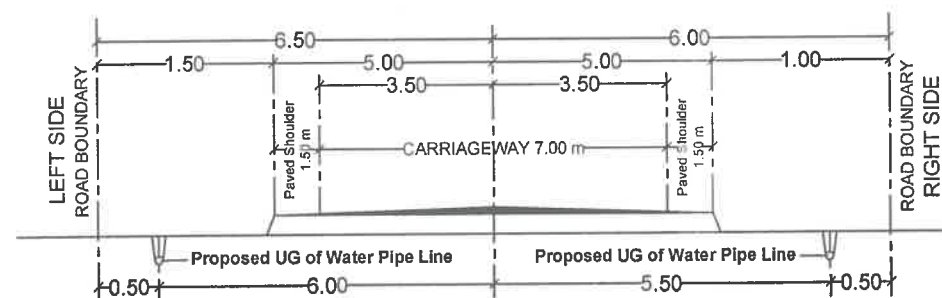 6.50 6.00
1.50 5.00 5.00 1.00
3.50 3.50
LEFT SIDE
ROAD BOUNDARY
Paved Shoulder
1.50 m
CARRIAGEWAY 7.00 m
Paved Shoulder
1.50 m
ROAD BOUNDARY
RIGHT SIDE
Proposed UG of Water Pipe Line Proposed UG of Water Pipe Line
0.50 6.00 5.50 0.50